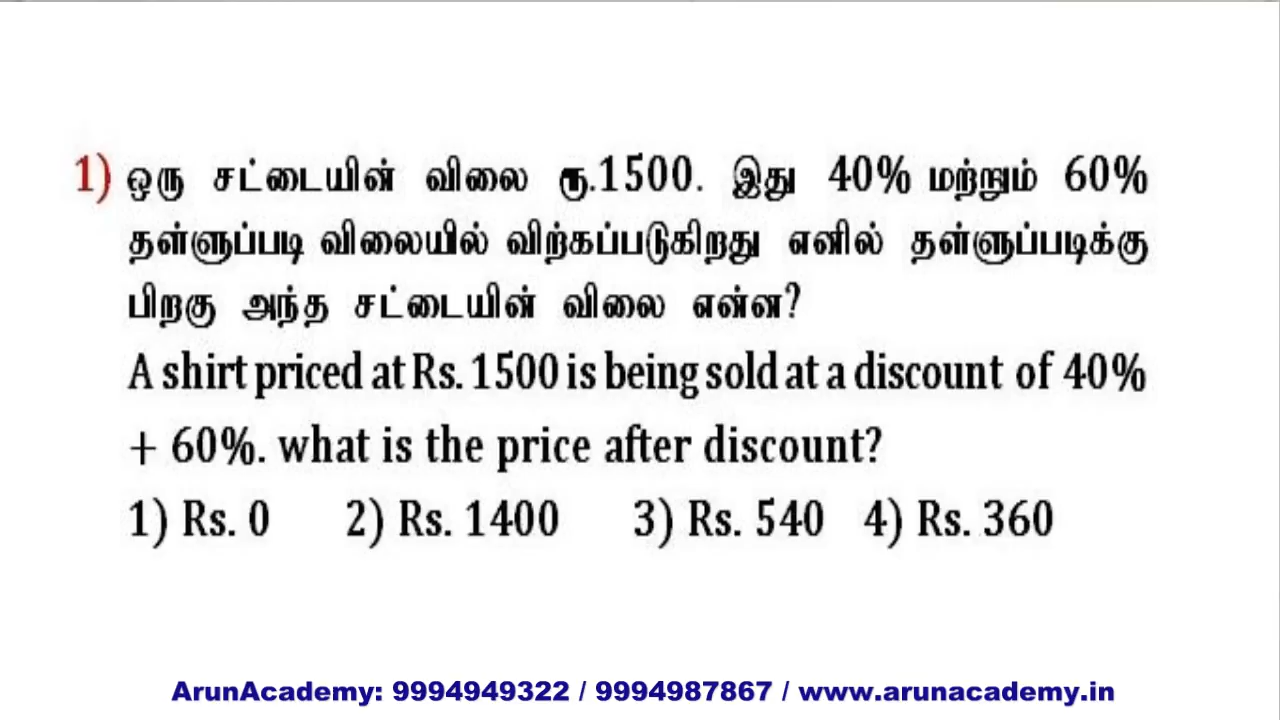 1) ஒரு சட்டையின் விலை ரூ.1500. இது 40% மற்றும் 60%
தள்ளுப்படி விலையில் விற்கப்படுகிறது எனில் தள்ளுப்படிக்கு
பிறகு அந்த சட்டையின் விலை என்ன?
A shirt priced at Rs. 1500 is being sold at a discount of 40%
+ 60%. what is the price after discount?
1) Rs. 0 2) Rs. 1400 3) Rs. 540 4) Rs. 360
ArunAcademy: 9994949322 / 9994987867 / www.arunacademy.in